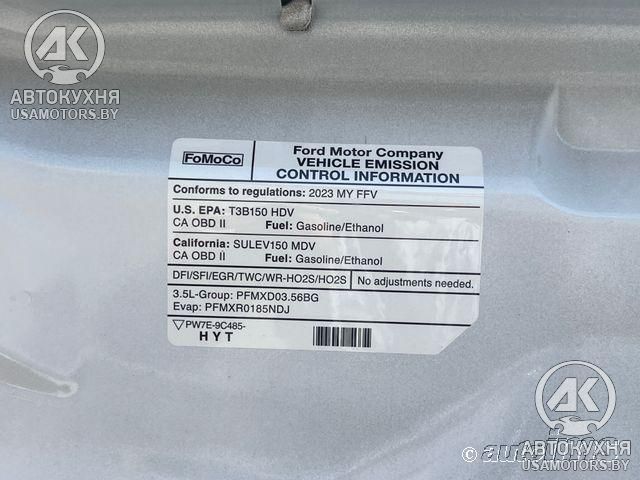 AK
АВТОКУХНЯ
USAMOTORS.BY
FoMoCo
Ford Motor Company
VEHICLE EMISSION
CONTROL INFORMATION
Conforms to regulations: 2023 MY FFV
U.S. EPA: T3B150 HDV
CA OBD II Fuel: Gasoline/Ethanol
California: SULEV150 MDV
CA OBD II Fuel: Gasoline/Ethanol
DFI/SFI/EGR/TWC/WR-HO2S/HO2S No adjustments needed.
3.5L-Group: PFMXD03.56BG
Evap: PFMXR0185NDJ
PW7E-9C485-
HYT
AK
АВТОКУХНЯ
USAMOTORS.BY